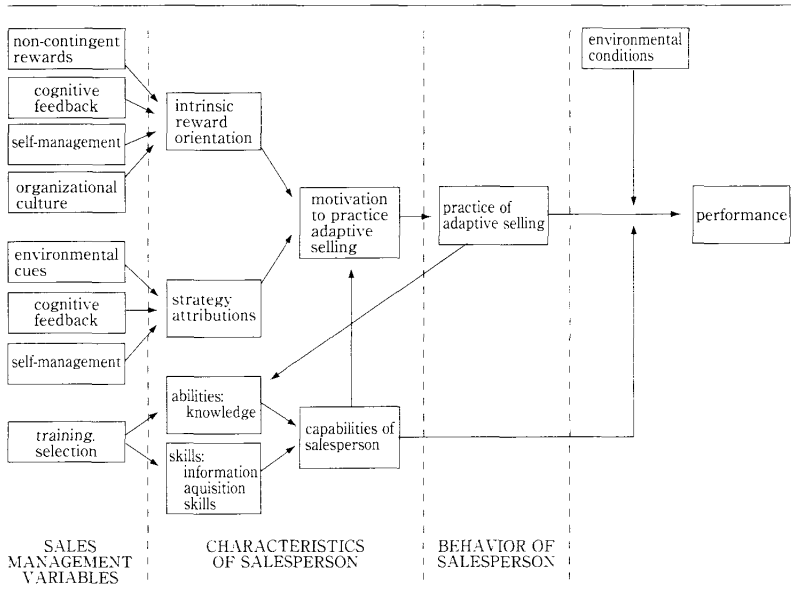 non-contingent
rewards
cognitive
feedback
self-management
organizational
culture
environmental
cues
cognitive
feedback
self-management
training,
selection
intrinsic
reward
orientation
strategy
attributions
abilities:
knowledge
skills:
information
aquisition
skills
motivation
to practice
adaptive
selling
capabilities of
salesperson
practice of
adaptive selling
environmental
conditions
performance
SALES
MANAGEMENT
VARIABLES
CHARACTERISTICS
OF SALESPERSON
BEHAVIOR OF
SALESPERSON